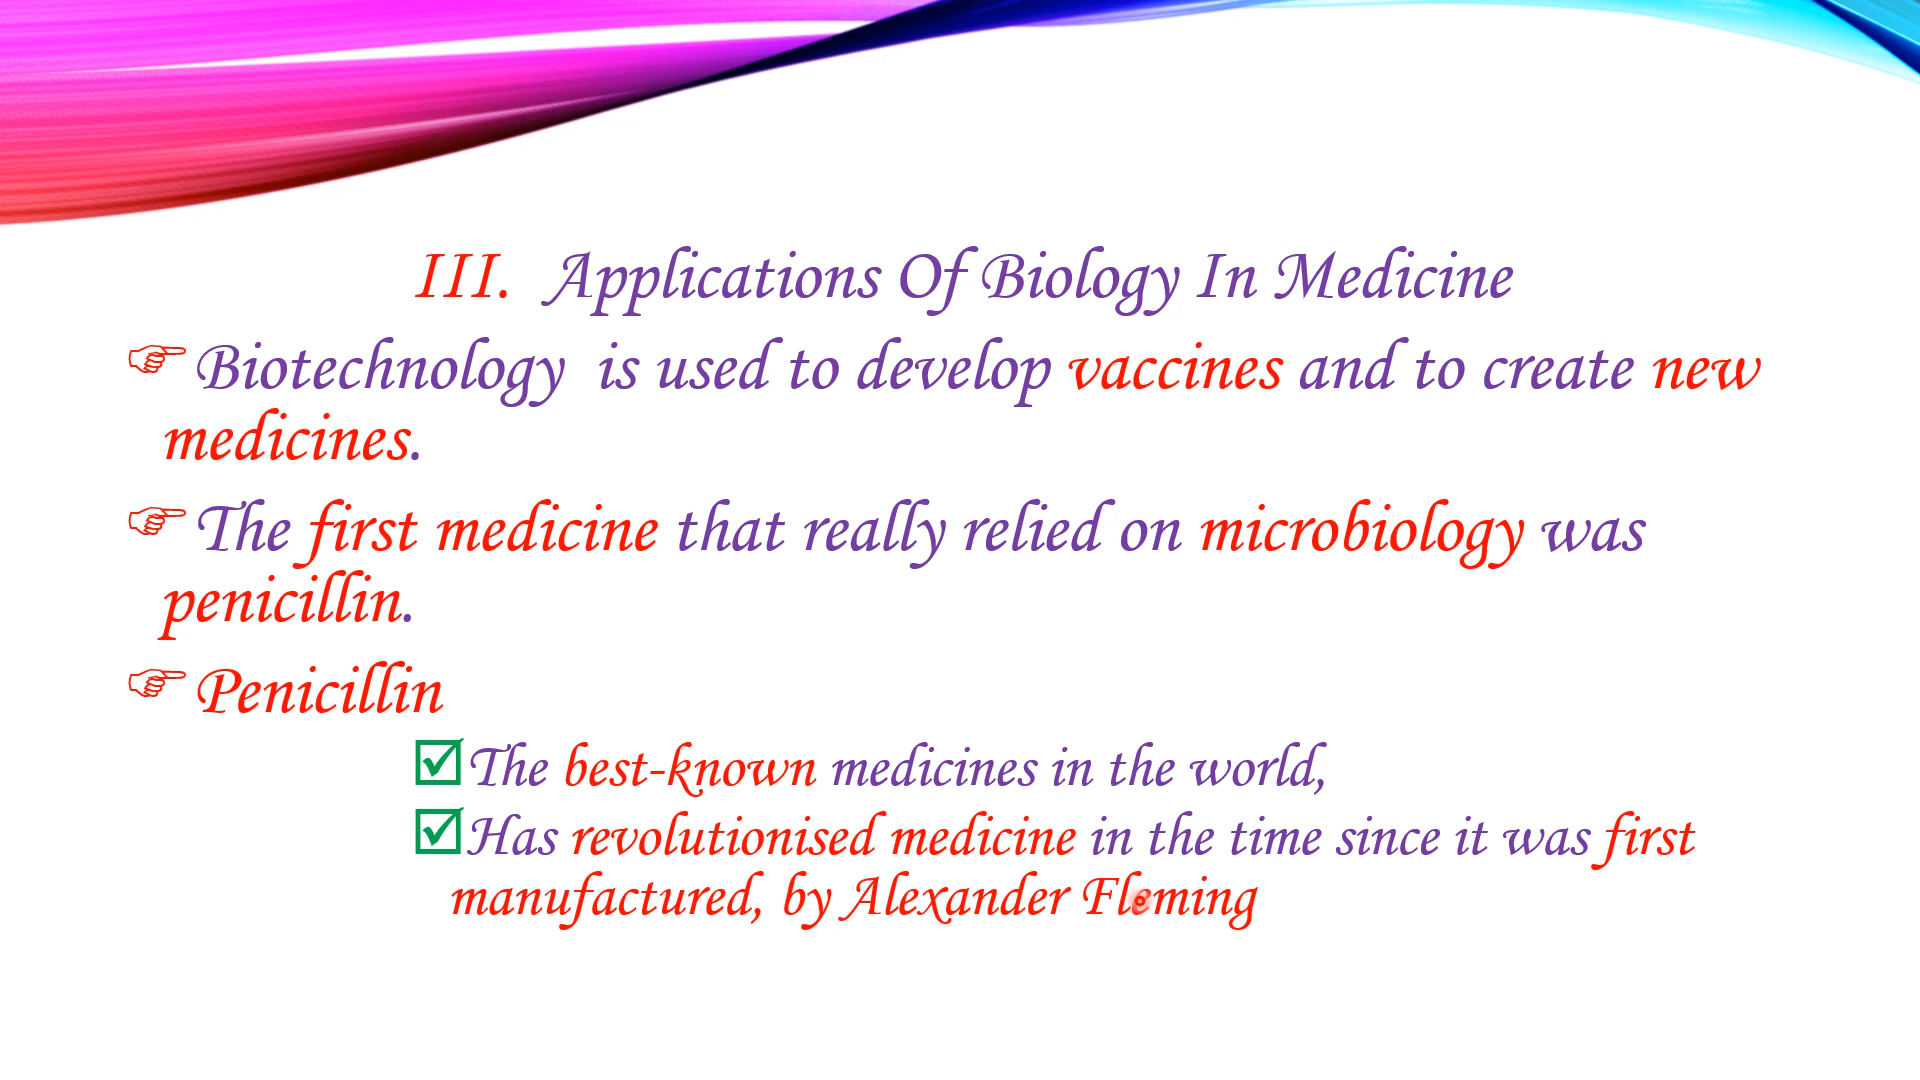 III. Applications Of Biology In Medicine
☞Biotechnology is used to develop vaccines and to create new
medicines.
☞The first medicine that really relied on microbiology was
penicillin.
☞Penicillin
☑The best-known medicines in the world,
☑Has revolutionised medicine in the time since it was first
manufactured, by Alexander Fleming